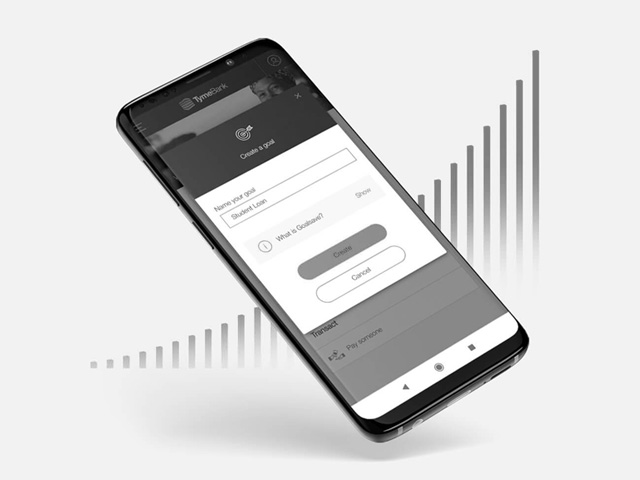 TymeBank
Create a goal
Name your goal
Student Loan
What is Goalsave?
Show
Create
Cancel
Transact
Pay someone